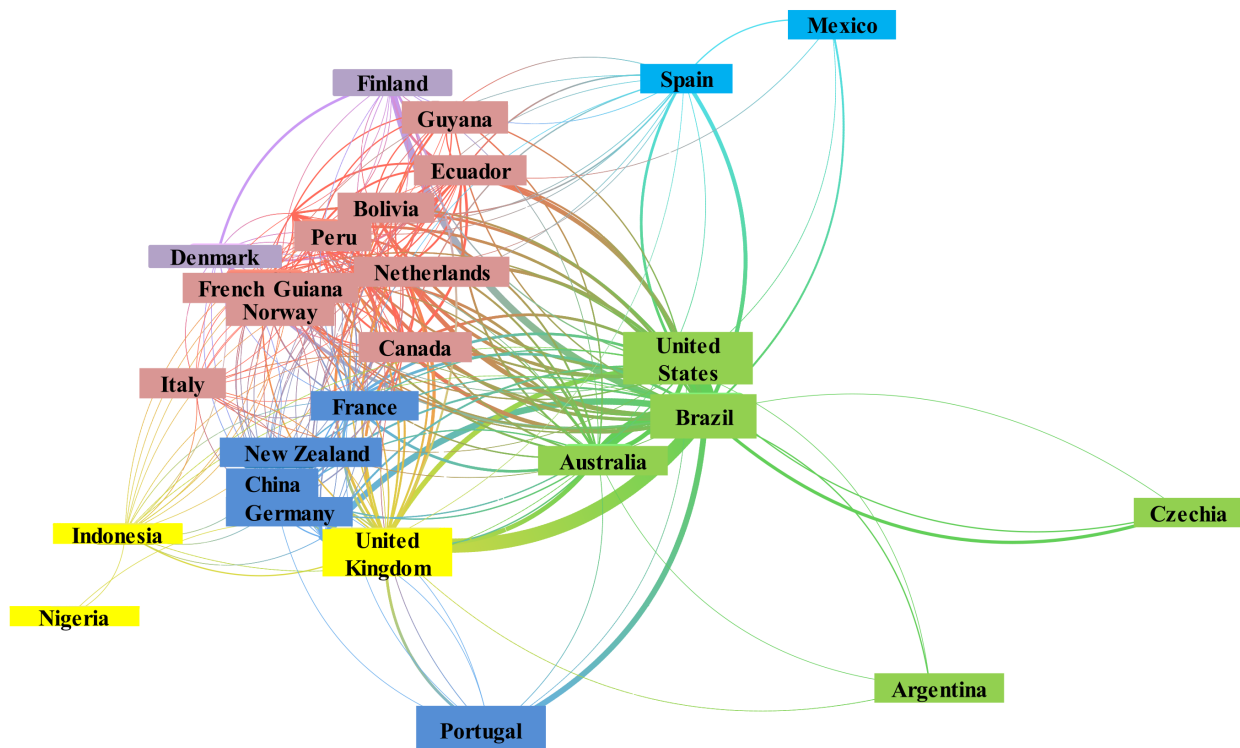 Mexico
Spain
Finland
Guyana
Ecuador
Bolivia
Peru
Denmark
Netherlands
French Guiana
Norway
Canada
United
States
Italy
France
Brazil
New Zealand
Australia
China
Germany
Czechia
Indonesia
United
Kingdom
Nigeria
Argentina
Portugal